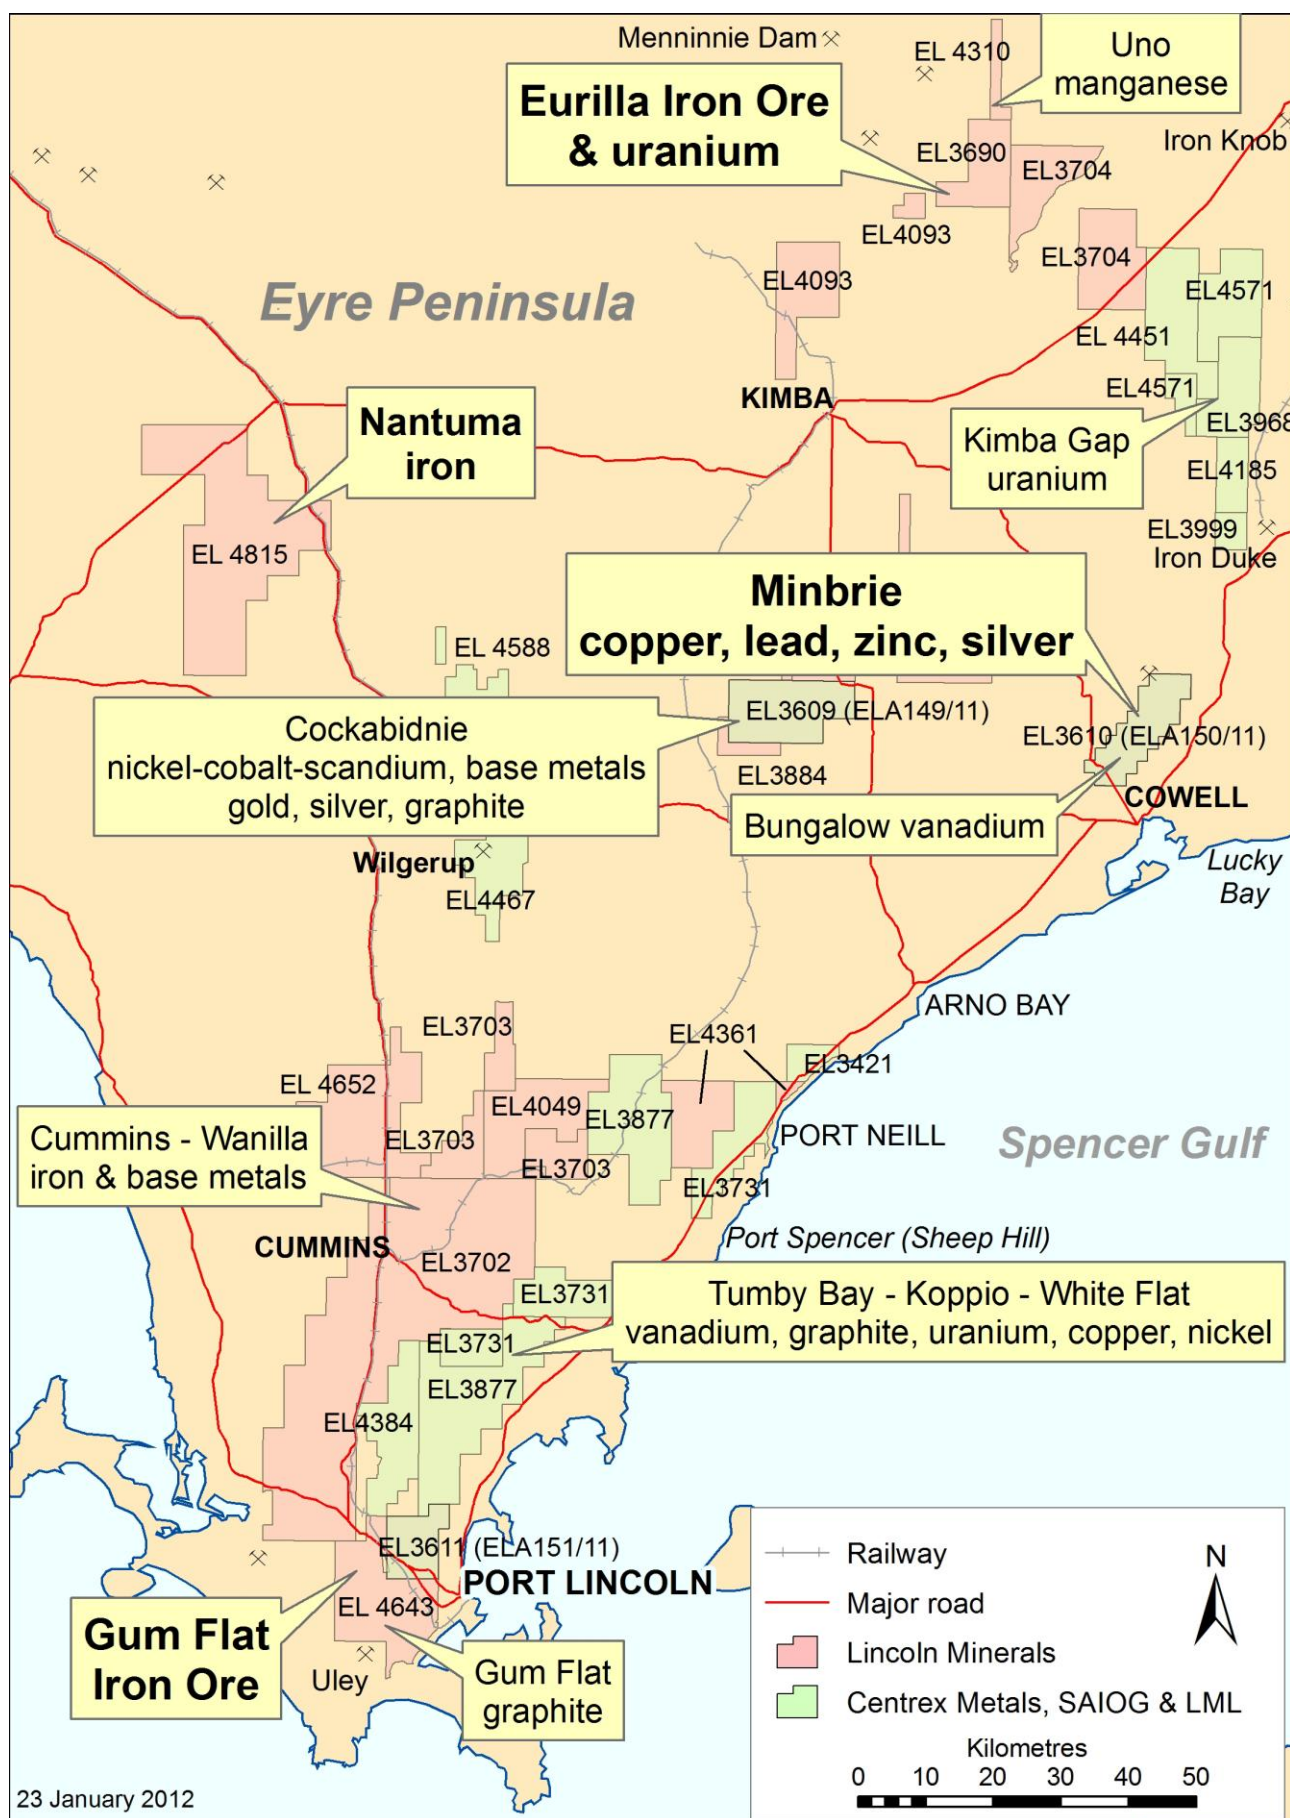 Menninnie Dam
EL 4310
Uno
manganese
Eurilla Iron Ore
& uranium
Iron Knob
EL3690
EL3704
EL4093
EL3704
EL4093
EL4571
Eyre Peninsula
EL 4451
EL4571
KIMBA
EL3968
Nantuma
iron
Kimba Gap
uranium
EL4185
EL3999
Iron Duke
EL 4815
Minbrie
copper, lead, zinc, silver
EL 4588
EL3609 (ELA149/11)
Cockabidnie
nickel-cobalt-scandium, base metals
gold, silver, graphite
EL3610 (ELA150/11)
EL3884
COWELL
Bungalow vanadium
Wilgerup
Lucky
Bay
EL4467
ARNO BAY
EL3703
EL4361
EL3421
EL 4652
EL4049
EL3877
Cummins - Wanilla
iron & base metals
EL3703
EL3703
PORT NEILL
Spencer Gulf
EL3731
Port Spencer (Sheep Hill)
CUMMINS
EL3702
EL3731
Tumby Bay - Koppio - White Flat
vanadium, graphite, uranium, copper, nickel
EL3731
EL3877
EL4384
EL3611 (ELA151/11)
PORT LINCOLN
EL 4643
Gum Flat
Iron Ore
Uley
Gum Flat
graphite
Railway
Major road
Lincoln Minerals
Centrex Metals, SAIOG & LML
N
Kilometres
0 10 20 30 40 50
23 January 2012